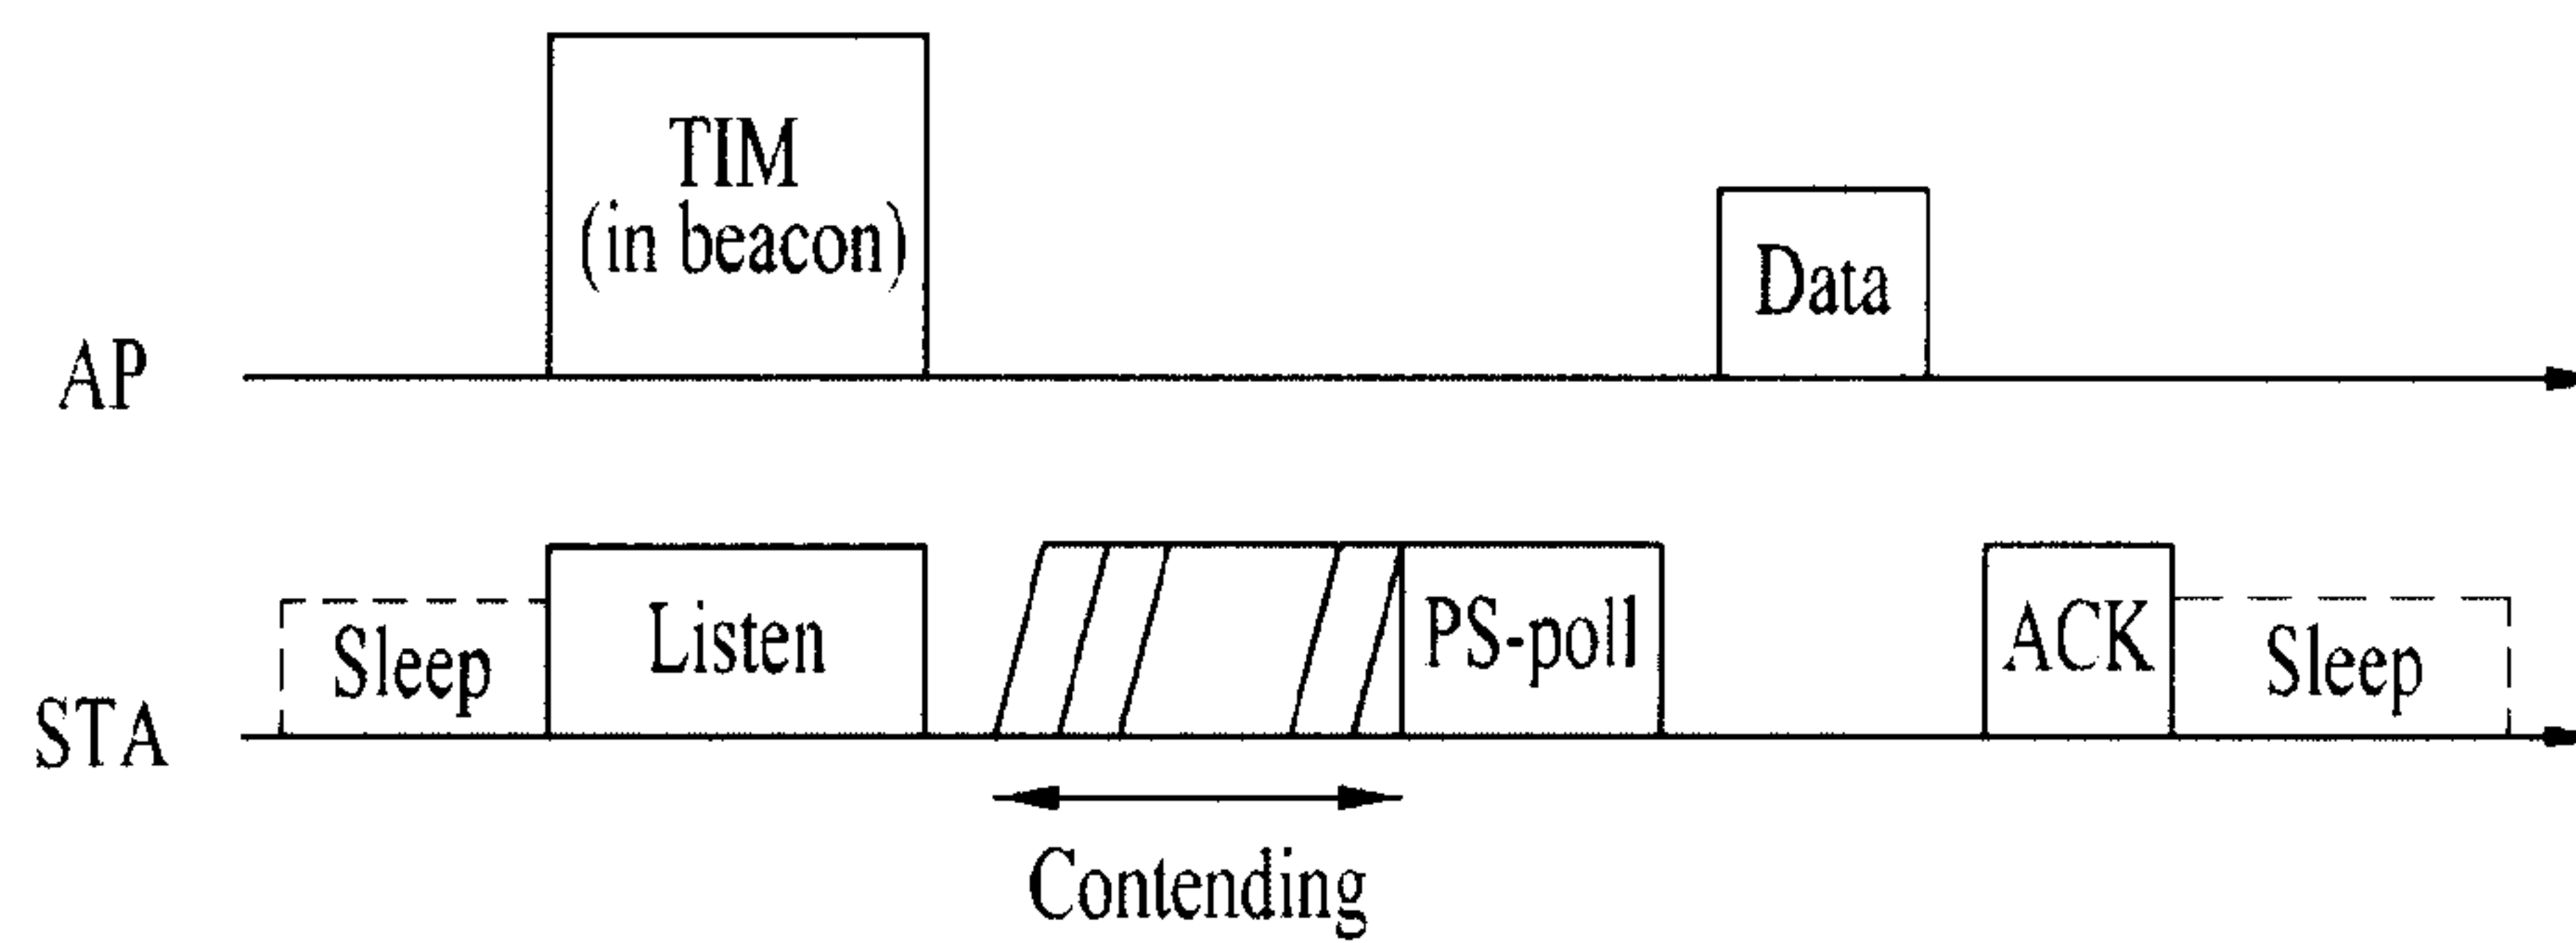 TIM
(in beacon)
Data
AP
Sleep
Listen
PS-poll
ACK
Sleep
STA
Contending